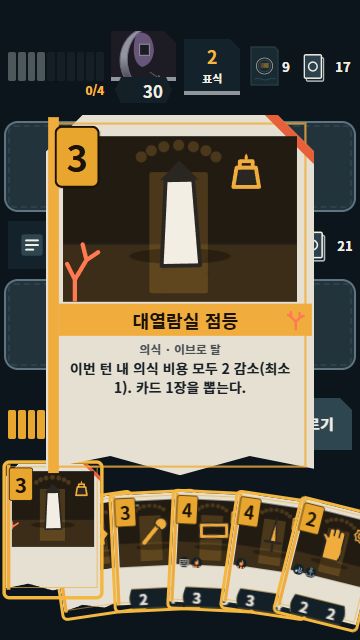 0/4
30
2
표식
9
17
21
3
대열람실 점등
의식 · 이브로 탈
이번 턴 내 의식 비용 모두 2 감소(최소
1). 카드 1장을 뽑는다.
르기
3
3
2
4
3
4
3
2
2 2